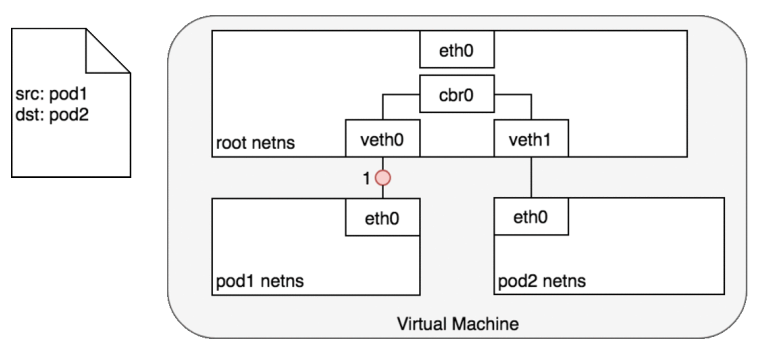 src: pod1
dst: pod2
eth0
cbr0
root netns
veth0
veth1
1
eth0
eth0
pod1 netns
pod2 netns
Virtual Machine